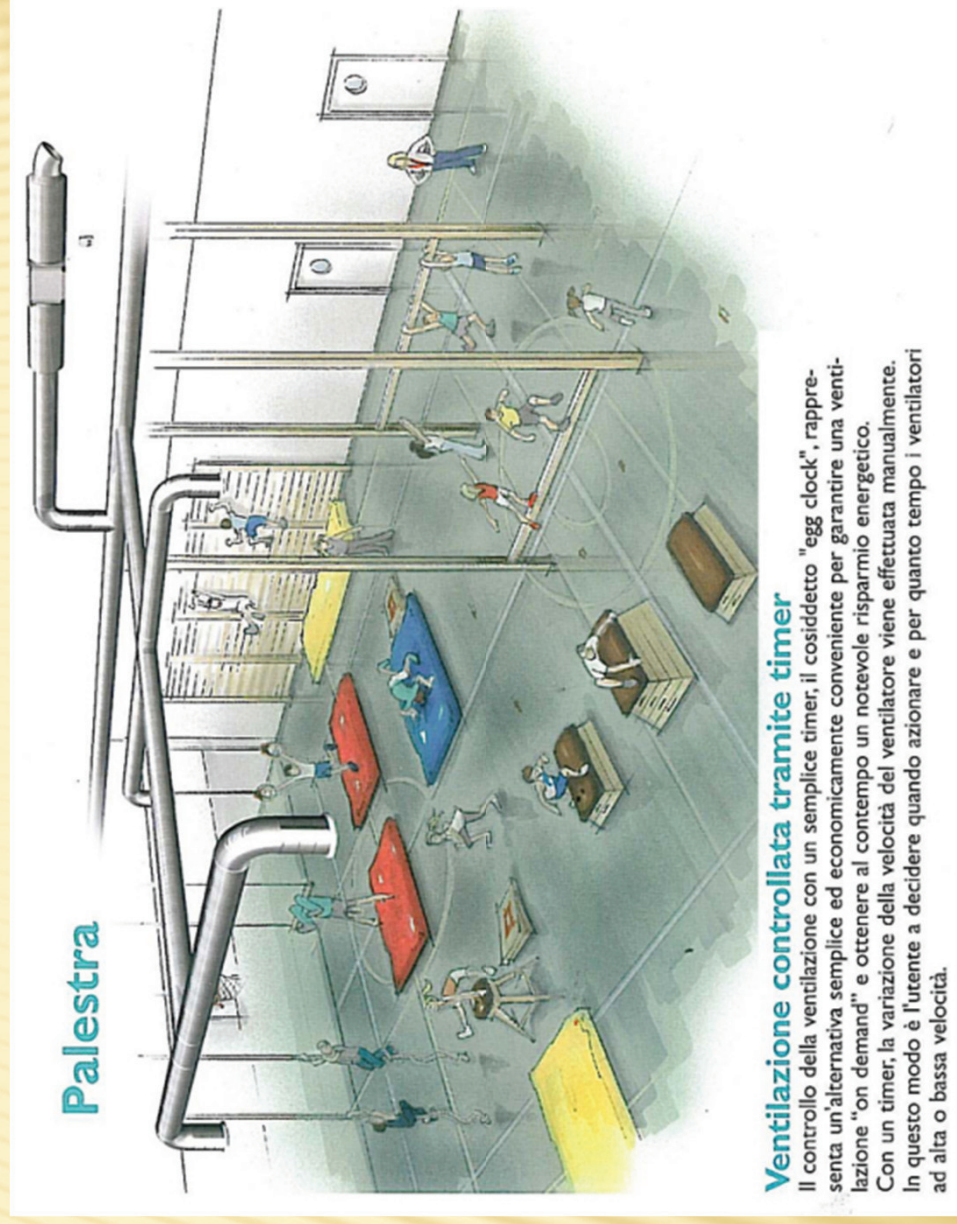 Palestra
Ventilazione controllata tramite timer
Il controllo della ventilazione con un semplice timer, il cosiddetto "egg clock", rappre-
senta un'alternativa semplice ed economicamente conveniente per garantire una venti-
lazione "on demand" e ottenere al contempo un notevole risparmio energetico.
Con un timer, la variazione della velocità del ventilatore viene effettuata manualmente.
In questo modo è l'utente a decidere quando azionare e per quanto tempo i ventilatori
ad alta o bassa velocità.